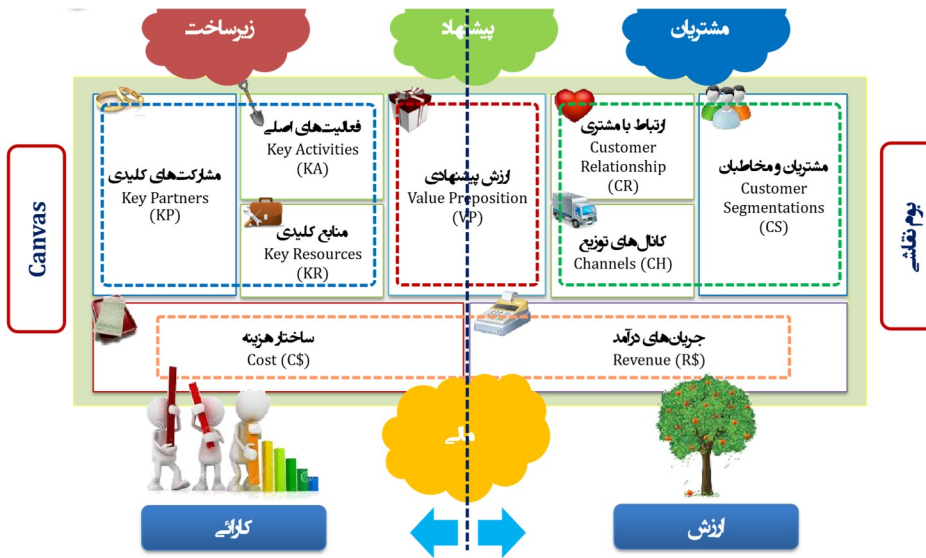 زیرساخت
پیشنهاد
مشتریان
Canvas
بوم نقاشی
مشارکت‌های کلیدی
Key Partners
(KP)
فعالیت‌های اصلی
Key Activities
(KA)
منابع کلیدی
Key Resources
(KR)
ارزش پیشنهادی
Value Preposition
(VP)
ارتباط با مشتری
Customer
Relationship
(CR)
کانال‌های توزیع
Channels (CH)
مشتریان و مخاطبان
Customer
Segmentations
(CS)
ساختار هزینه
Cost (C$)
جریان‌های درآمد
Revenue (R$)
مالی
کارائی
ارزش